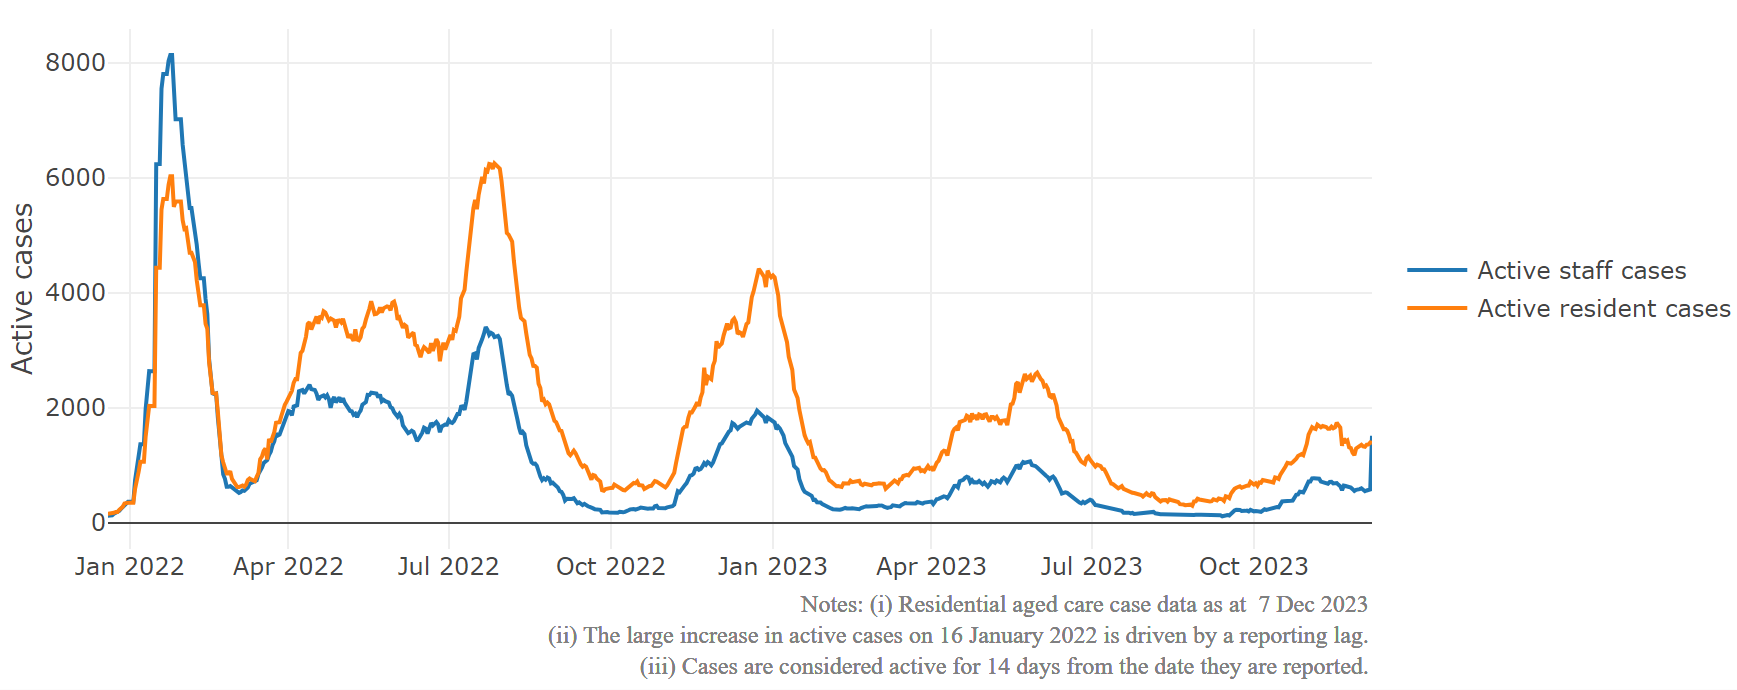 8000
6000
4000
2000
0
Active cases
Jan 2022 Apr 2022 Jul 2022 Oct 2022 Jan 2023 Apr 2023 Jul 2023 Oct 2023
Active staff cases
Active resident cases
Notes: (i) Residential aged care case data as at 7 Dec 2023
(ii) The large increase in active cases on 16 January 2022 is driven by a reporting lag.
(iii) Cases are considered active for 14 days from the date they are reported.